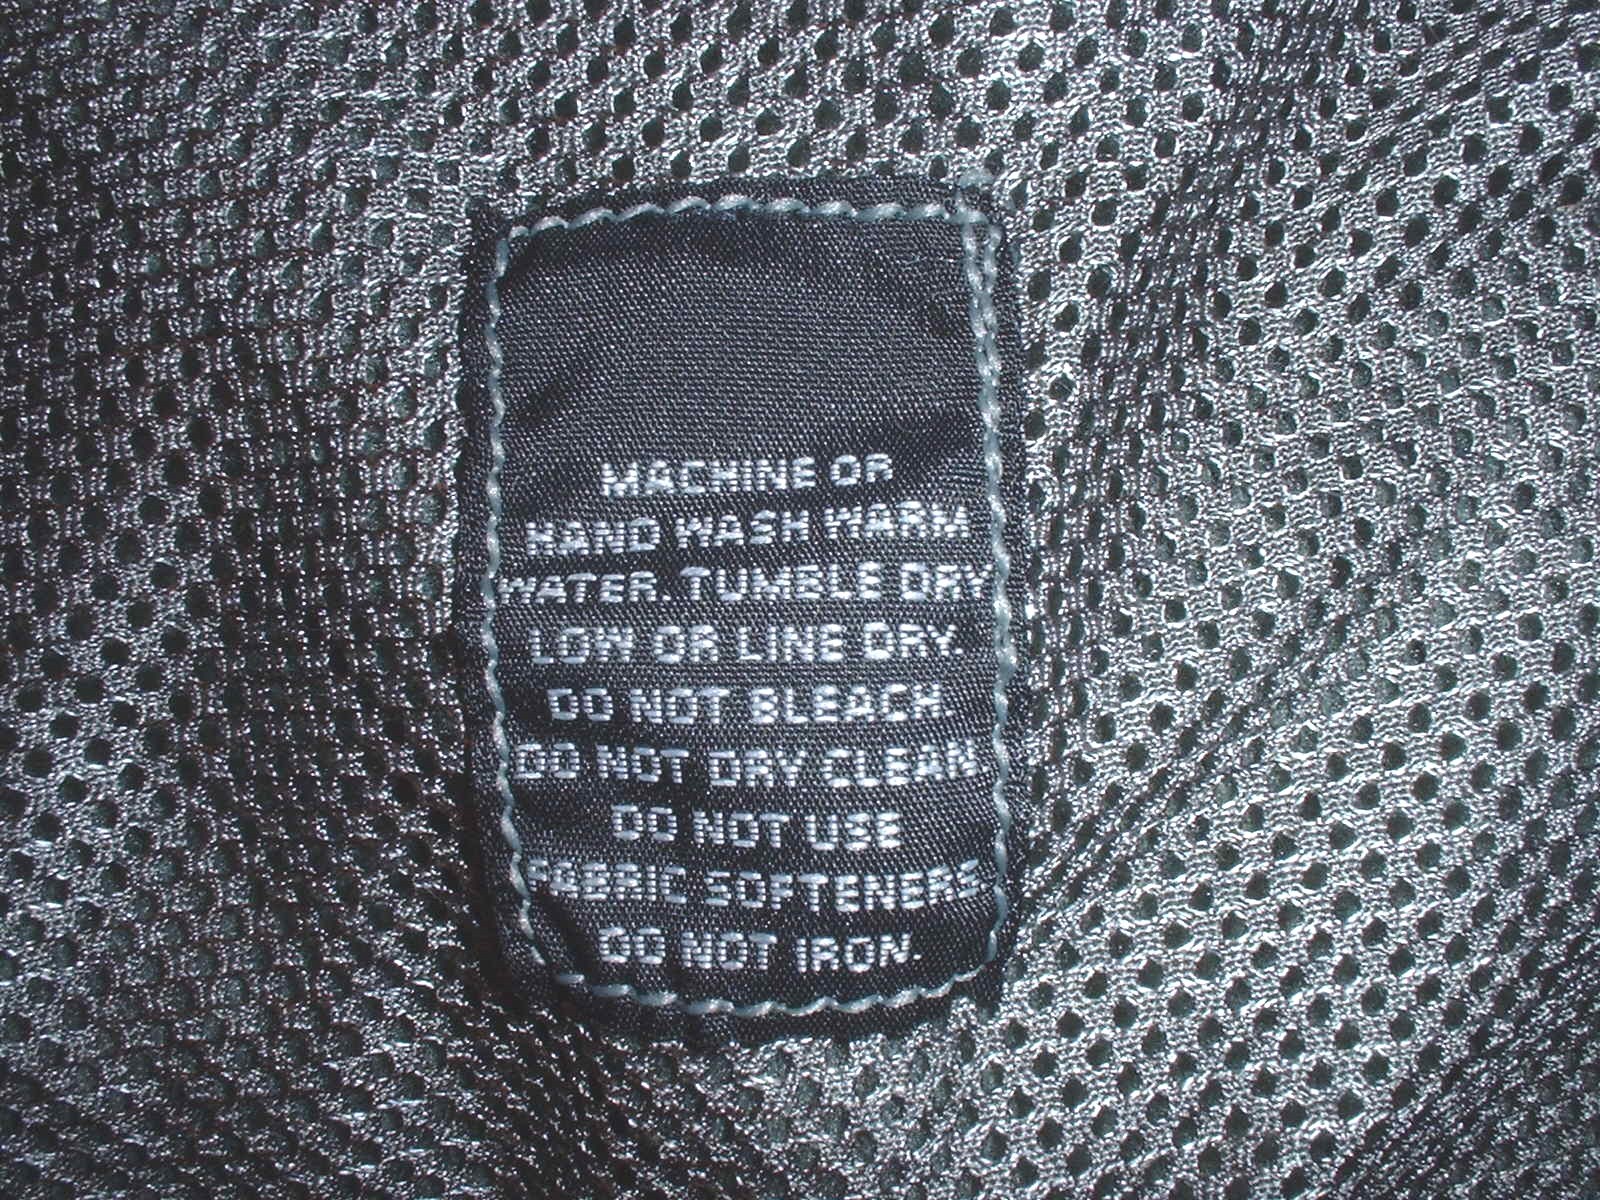 MACHINE OR
HAND WASH WARM
WATER. TUMBLE DRY
LOW OR LINE DRY.
DO NOT BLEACH
DO NOT DRY CLEAN
DO NOT USE
FABRIC SOFTENERS.
DO NOT IRON.